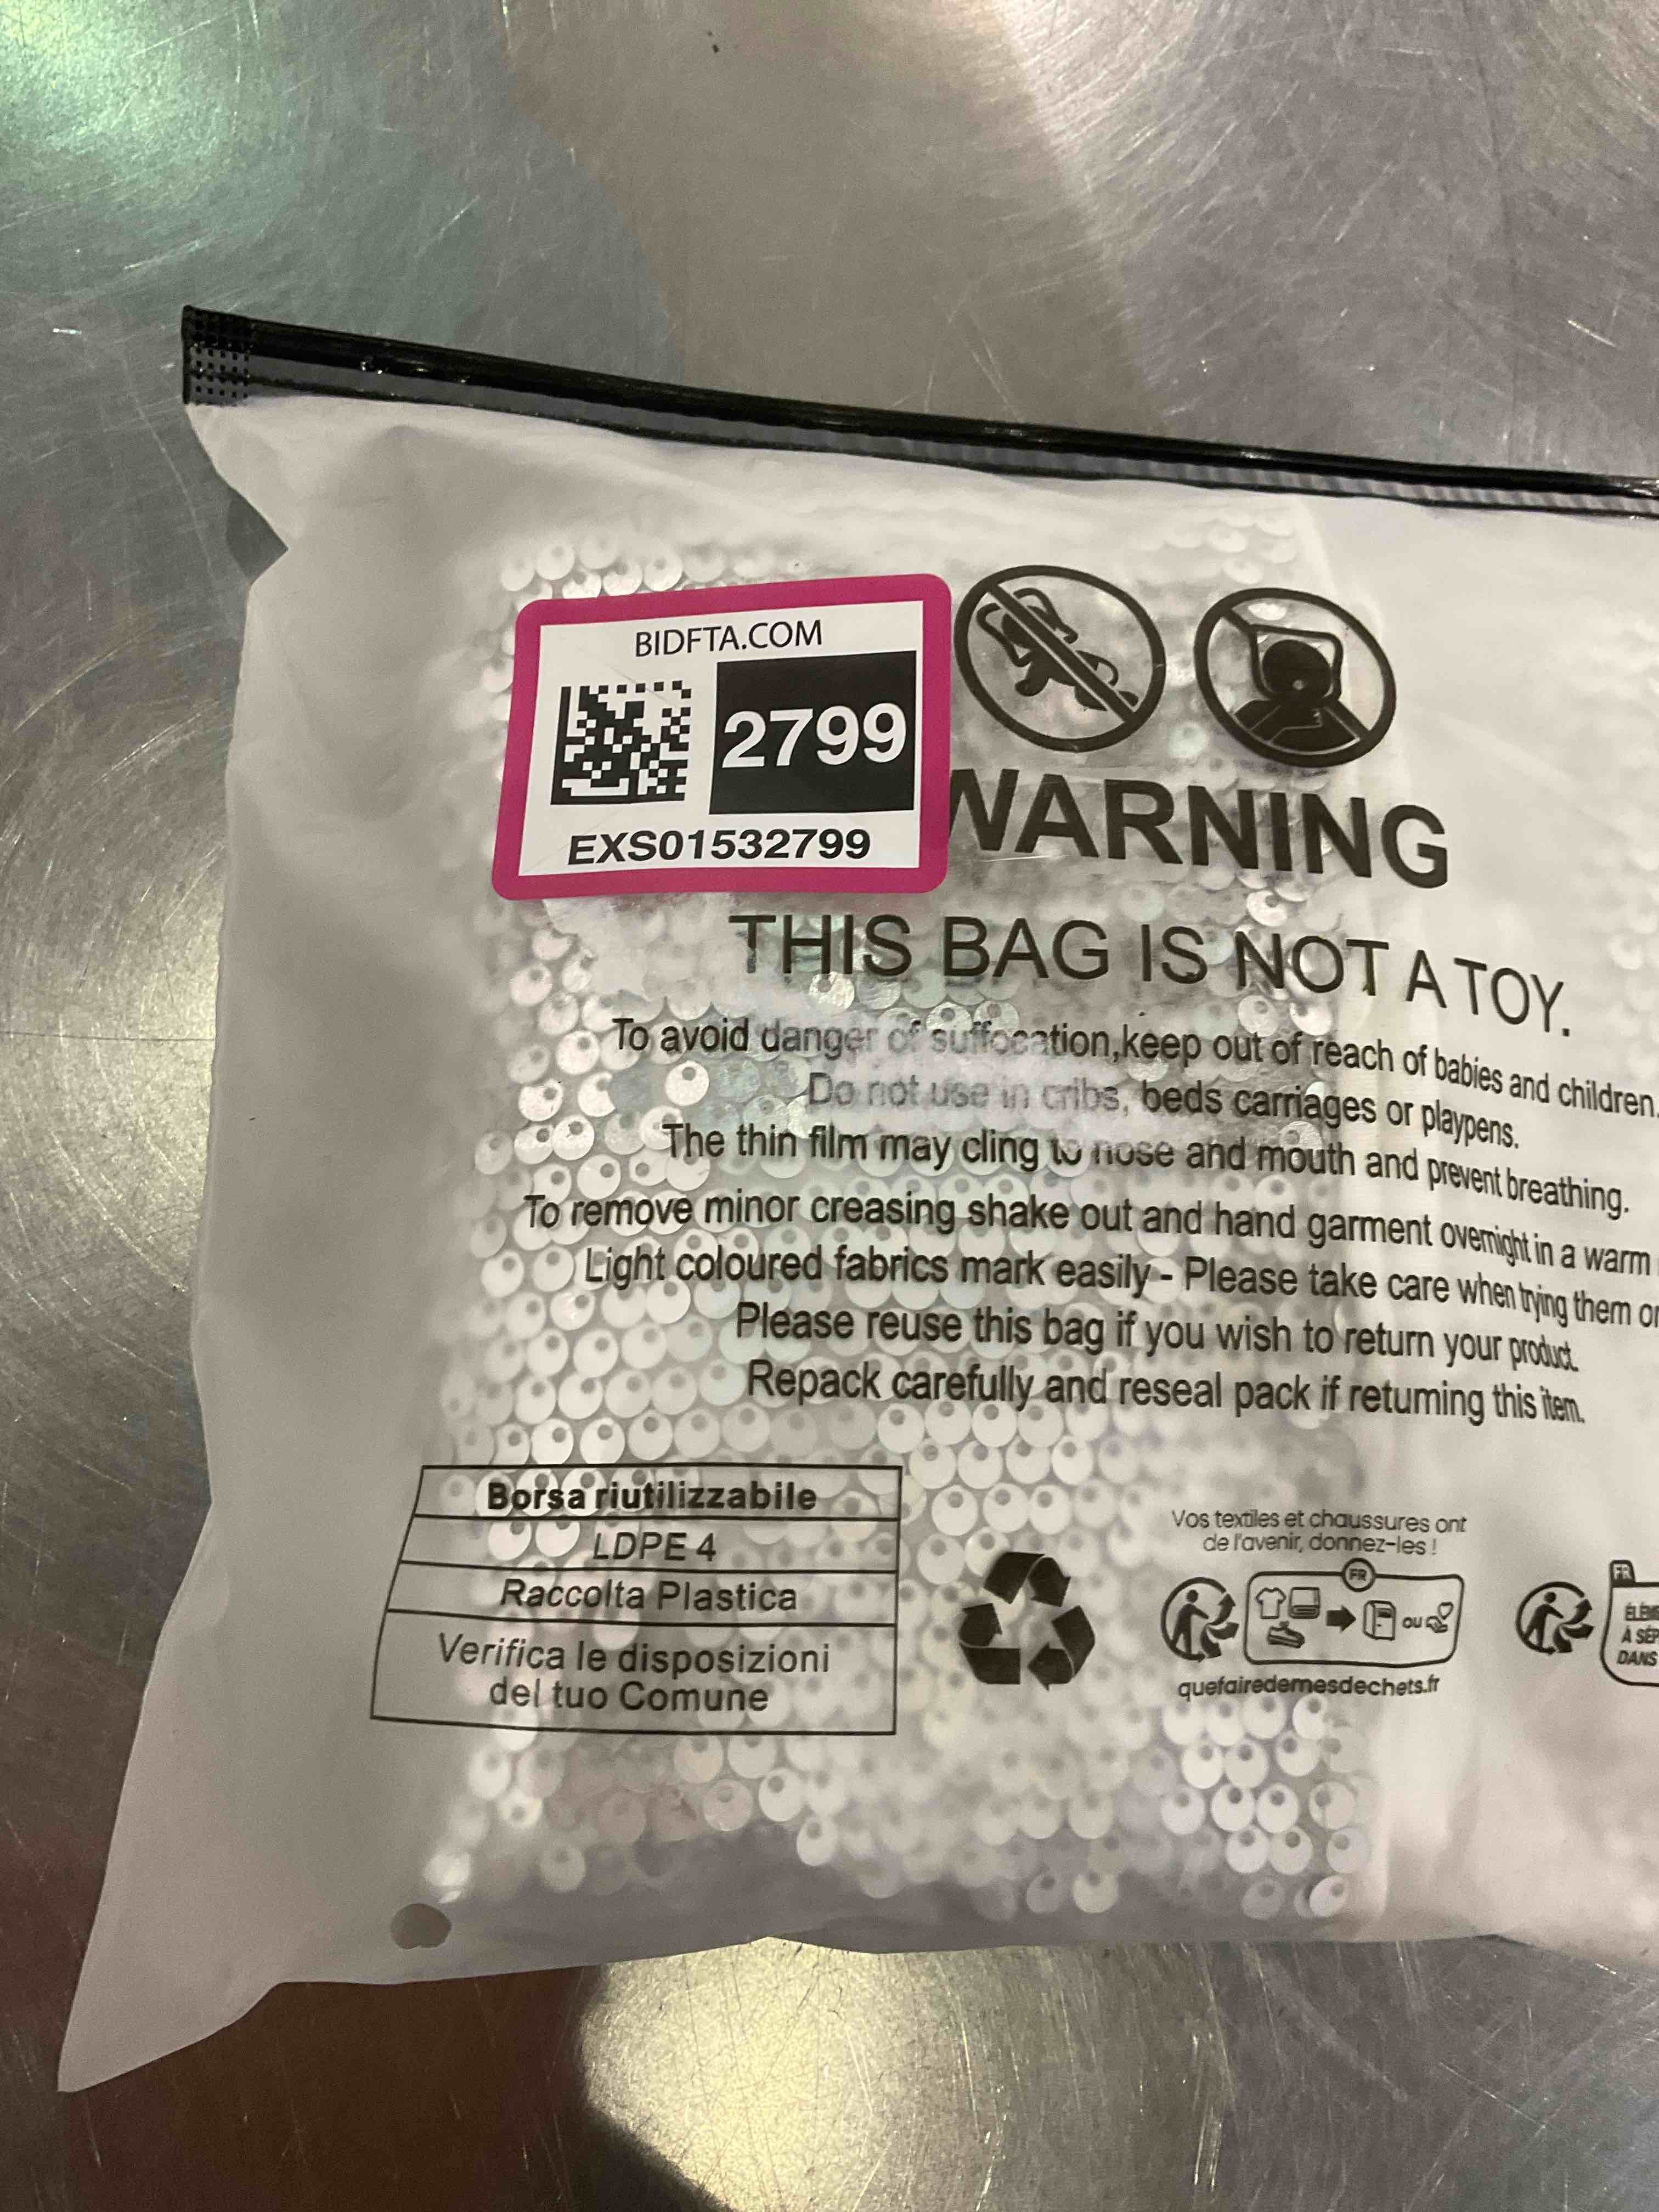 BIDFTA.COM
2799
EXS01532799
WARNING
THIS BAG IS NOT A TOY.
To avoid danger of suffocation,keep out of reach of babies and children.
Do not use in cribs, beds carriages or playpens.
The thin film may cling to nose and mouth and prevent breathing.
To remove minor creasing shake out and hand garment overnight in a warm
Light coloured fabrics mark easily - Please take care when trying them
Please reuse this bag if you wish to return your product.
Repack carefully and reseal pack if returning this item.
Borsa riutilizzabile
LDPE 4
Raccolta Plastica
Verifica le disposizioni
del tuo Comune
Vos textiles et chaussures ont
de l'avenir, donnez-les !
FR
ou
quefairedemesdechets.fr
FR
À
DANS